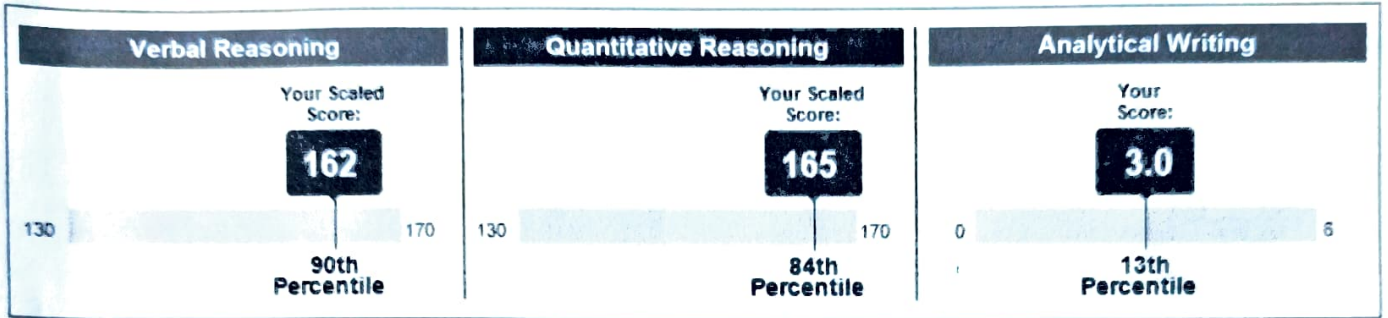 Verbal Reasoning
Your Scaled
Score:
162
130
170
90th
Percentile
Quantitative Reasoning
Your Scaled
Score:
165
130
170
84th
Percentile
Analytical Writing
Your
Score:
3.0
0
6
13th
Percentile